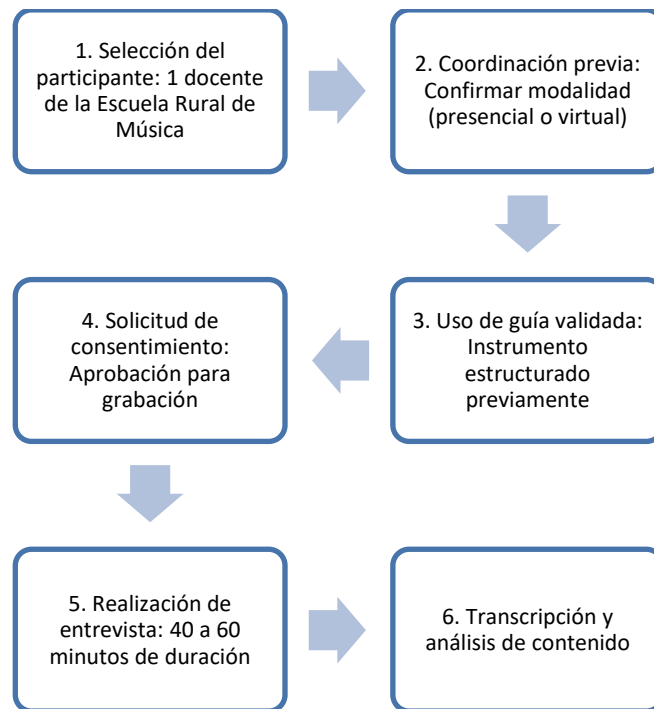 1. Selección del
participante: 1 docente
de la Escuela Rural de
Música
2. Coordinación previa:
Confirmar modalidad
(presencial o virtual)
3. Uso de guía validada:
Instrumento
estructurado
previamente
4. Solicitud de
consentimiento:
Aprobación para
grabación
5. Realización de
entrevista: 40 a 60
minutos de duración
6. Transcripción y
análisis de contenido